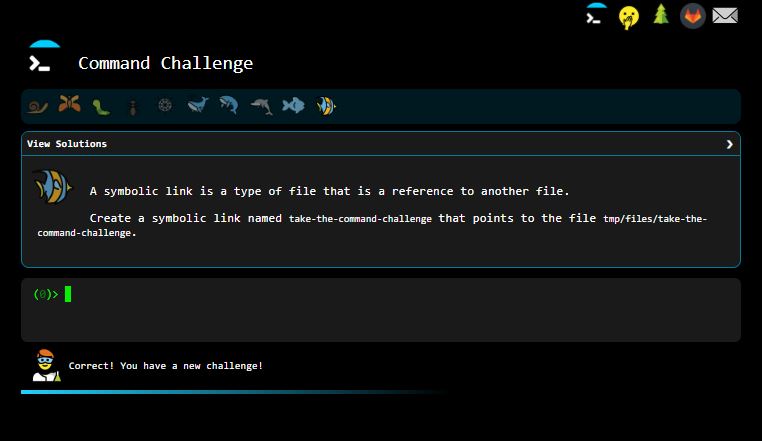 Command Challenge
View Solutions
A symbolic link is a type of file that is a reference to another file.
Create a symbolic link named take-the-command-challenge that points to the file tmp/files/take-the-
command-challenge.
(0)>
Correct! You have a new challenge!